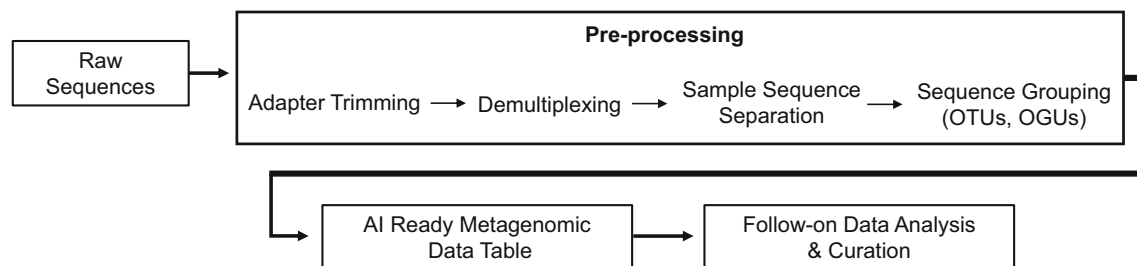 Raw
Sequences
Pre-processing
Adapter Trimming
Demultiplexing
Sample Sequence
Separation
Sequence Grouping
(OTUs, OGUs)
AI Ready Metagenomic
Data Table
Follow-on Data Analysis
& Curation